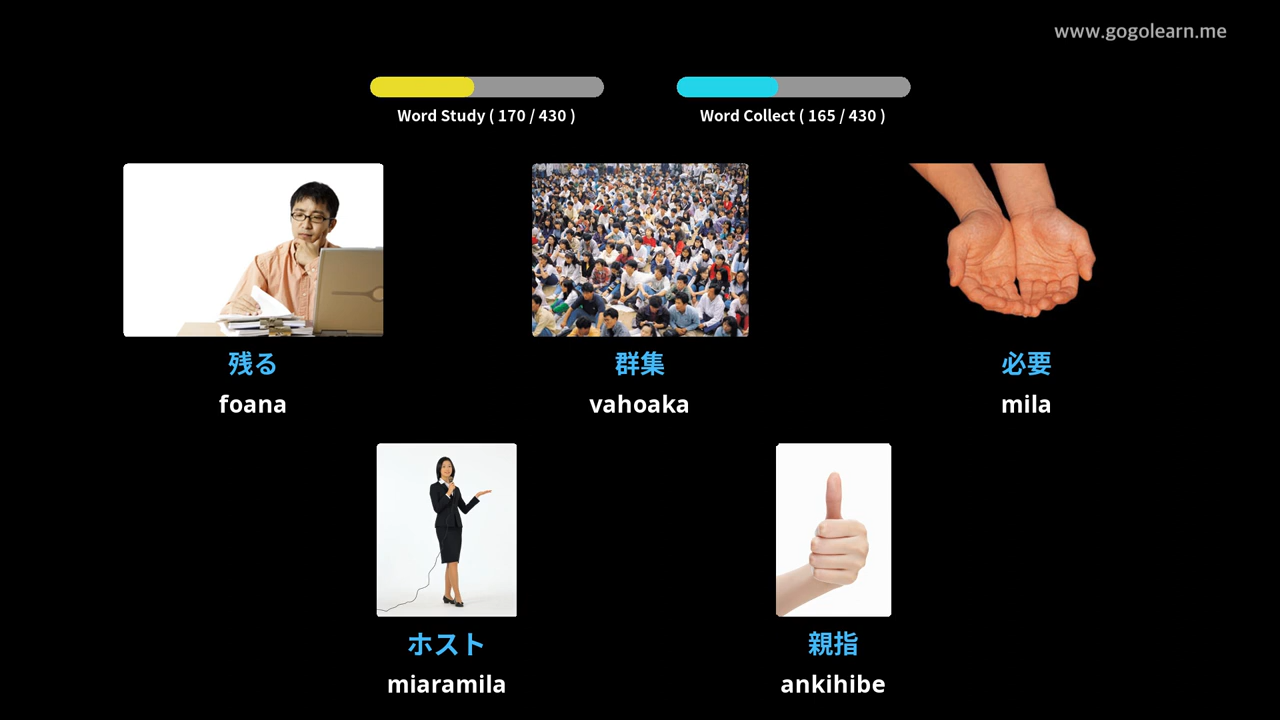 www.gogolearn.me
Word Study ( 170 / 430 )
Word Collect ( 165 / 430 )
残る
foana
群集
vahoaka
必要
mila
ホスト
miaramila
親指
ankihibe